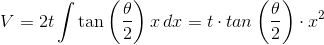 V = 2t ∫ tan(θ/2) x dx = t · tan(θ/2) · x²